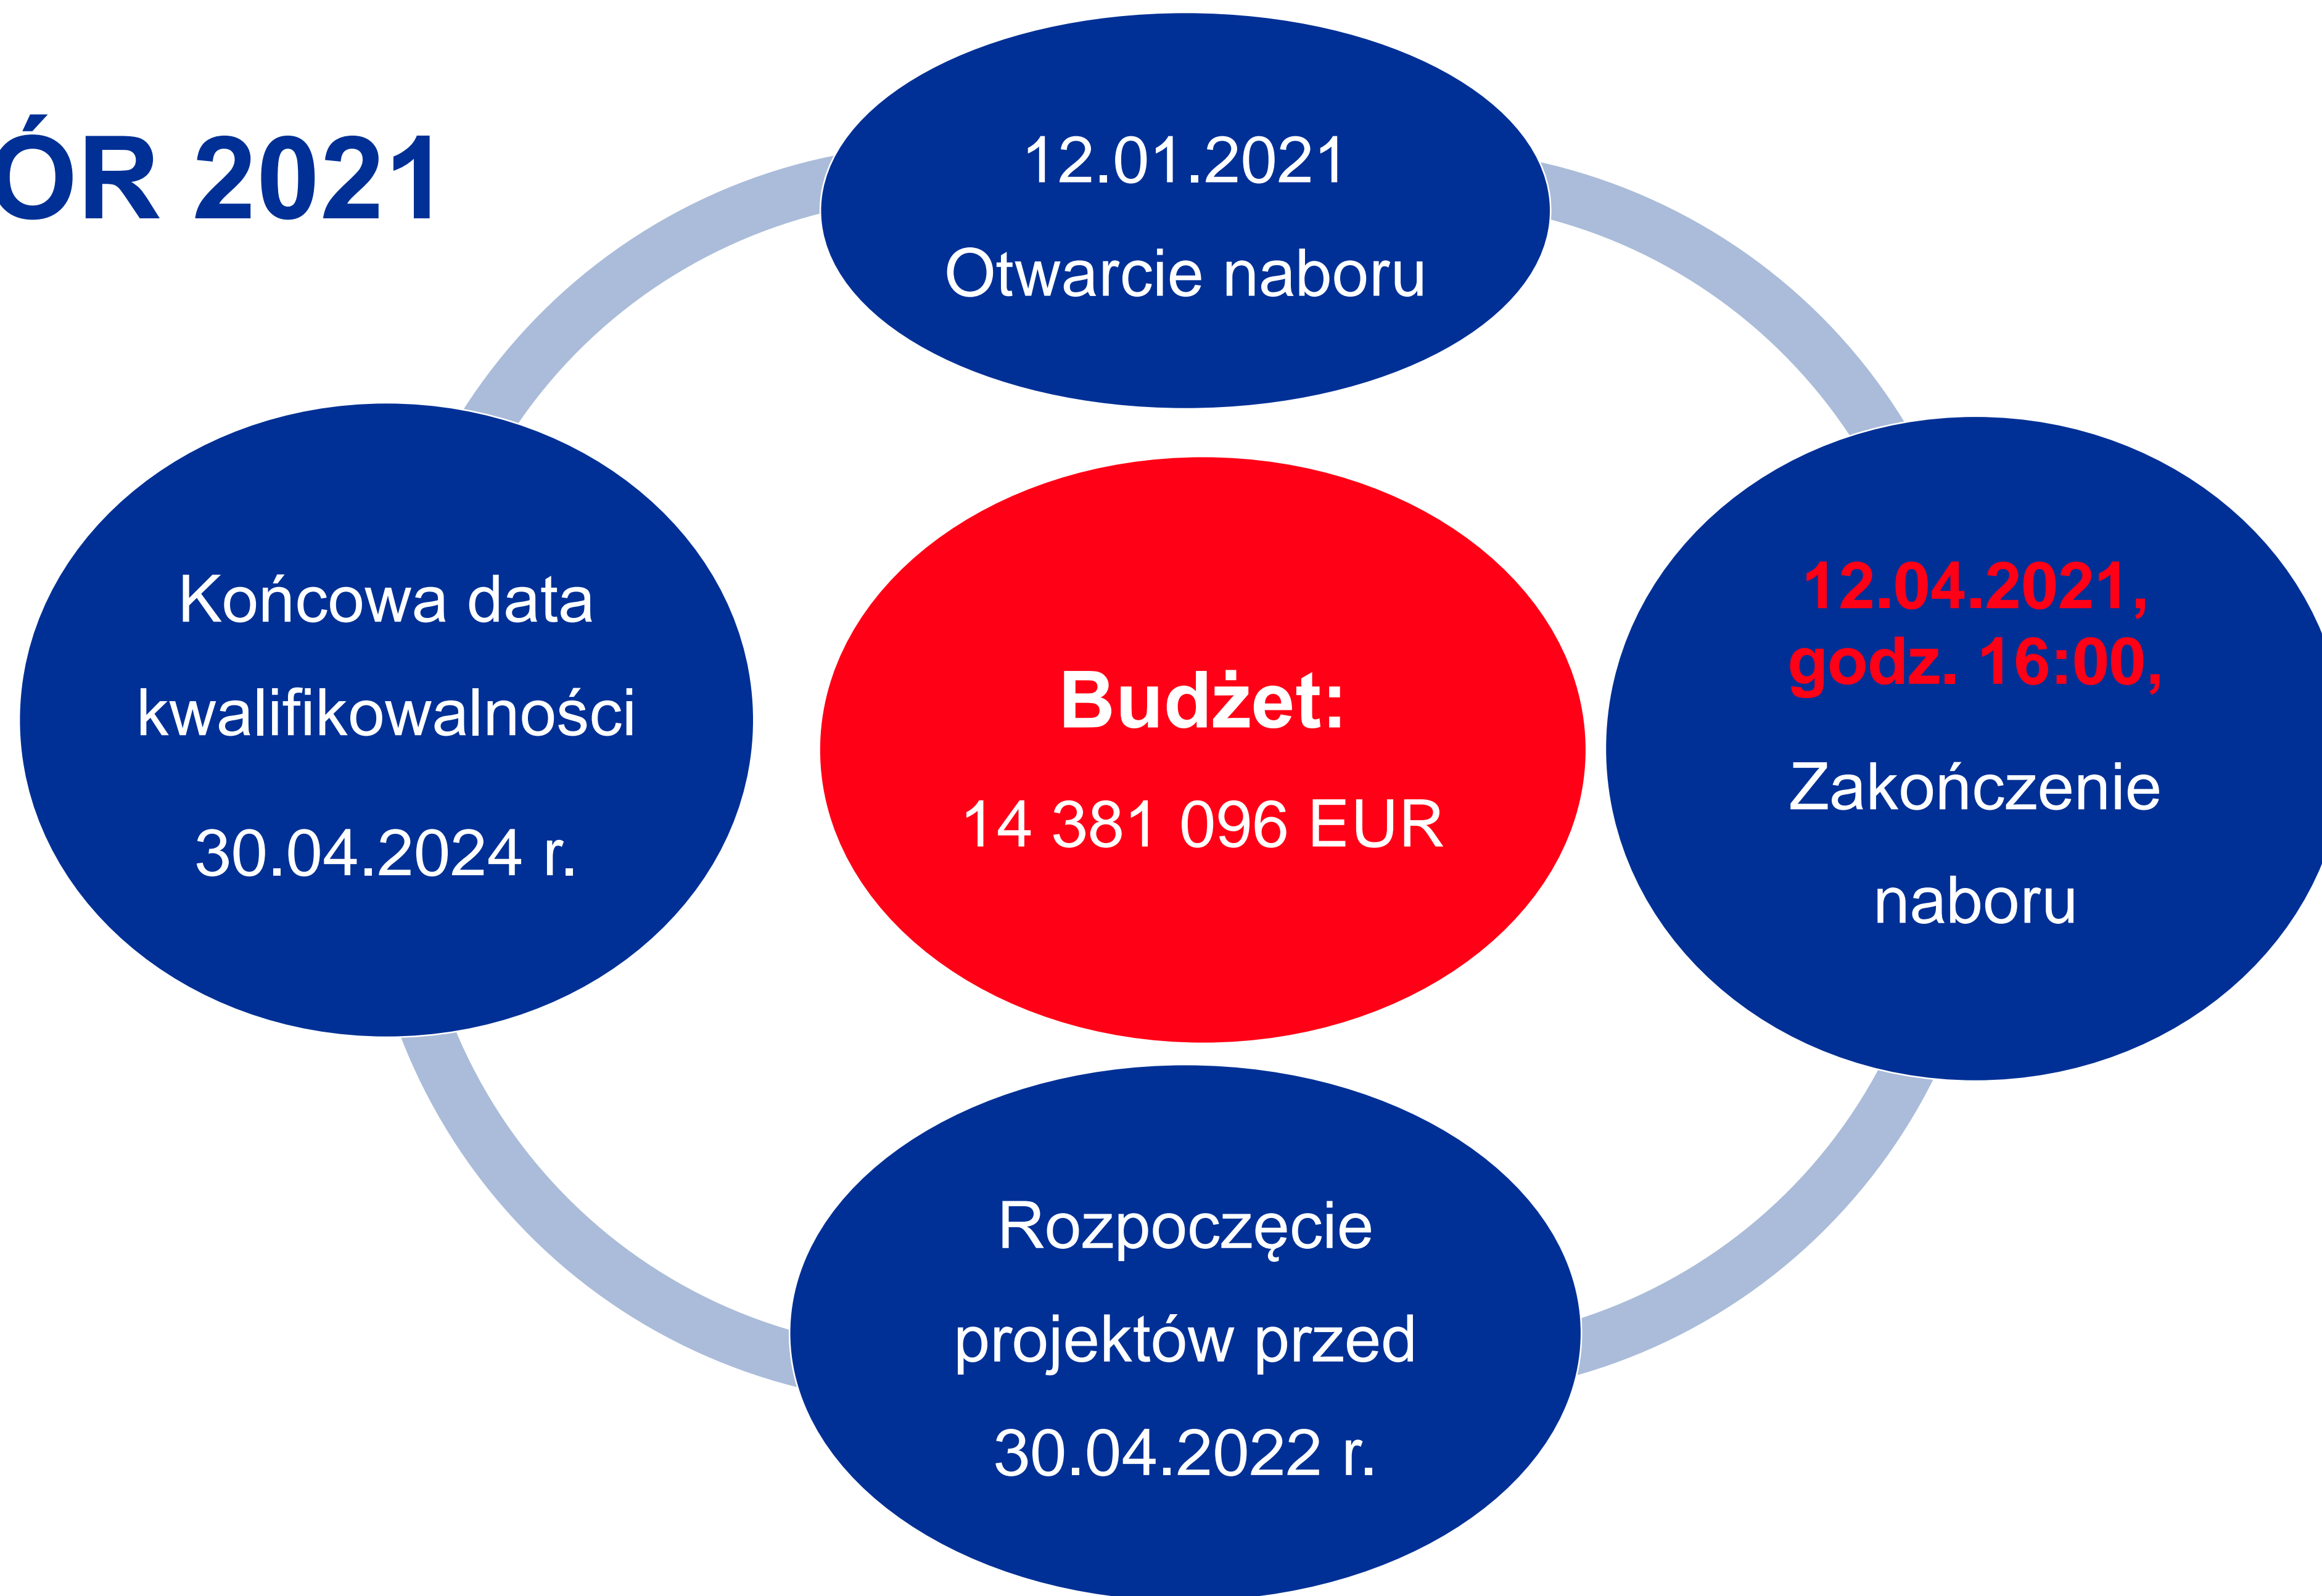 ÓR 2021
12.01.2021
Otwarcie naboru
12.04.2021,
godz. 16:00,
Zakończenie
naboru
Rozpoczęcie
projektów przed
30.04.2022 r.
Końcowa data
kwalifikowalności
30.04.2024 r.
Budżet:
14 381 096 EUR